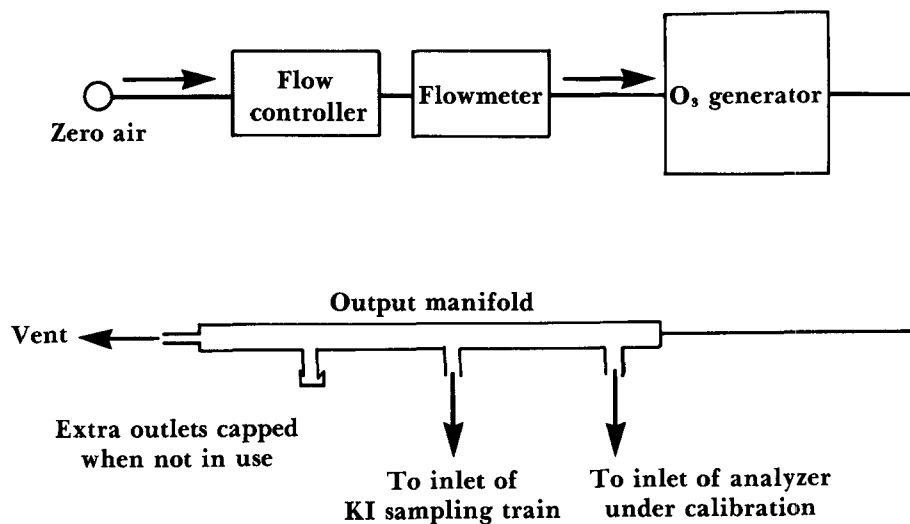 Flow
controller
Flowmeter
O₃ generator
Zero air
Output manifold
Vent
Extra outlets capped
when not in use
To inlet of
KI sampling train
To inlet of analyzer
under calibration